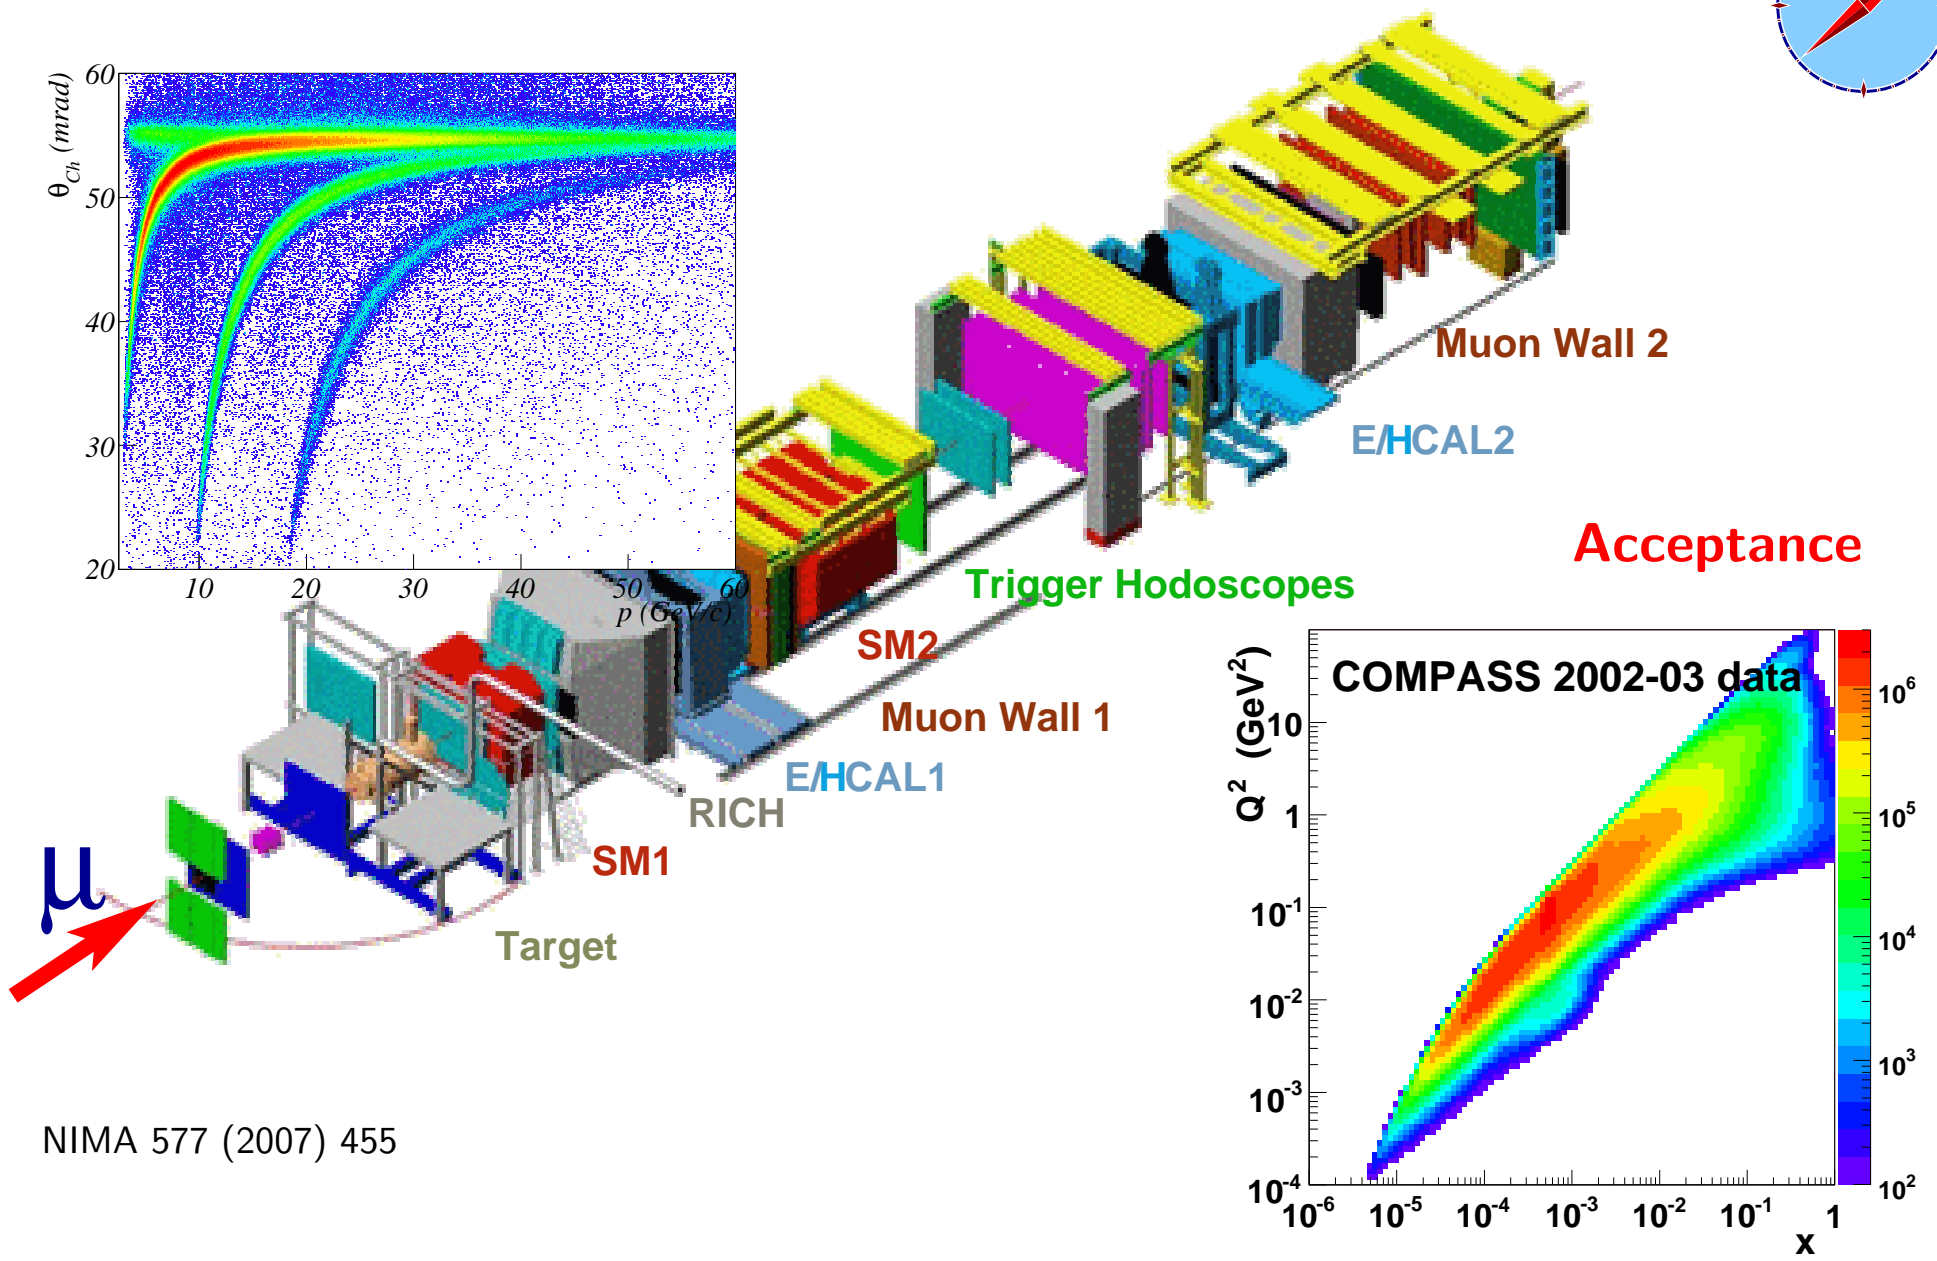 60
50
40
30
20
θCh (mrad)
10 20 30 40 50 60
p (GeV/c)
Muon Wall 2
E/HCAL2
Acceptance
Trigger Hodoscopes
SM2
Muon Wall 1
E/HCAL1
RICH
SM1
μ
Target
NIMA 577 (2007) 455
COMPASS 2002-03 data
Q² (GeV²)
10
1
10⁻¹
10⁻²
10⁻³
10⁻⁴
10⁻⁶ 10⁻⁵ 10⁻⁴ 10⁻³ 10⁻² 10⁻¹ 1
x
10⁶
10⁵
10⁴
10³
10²